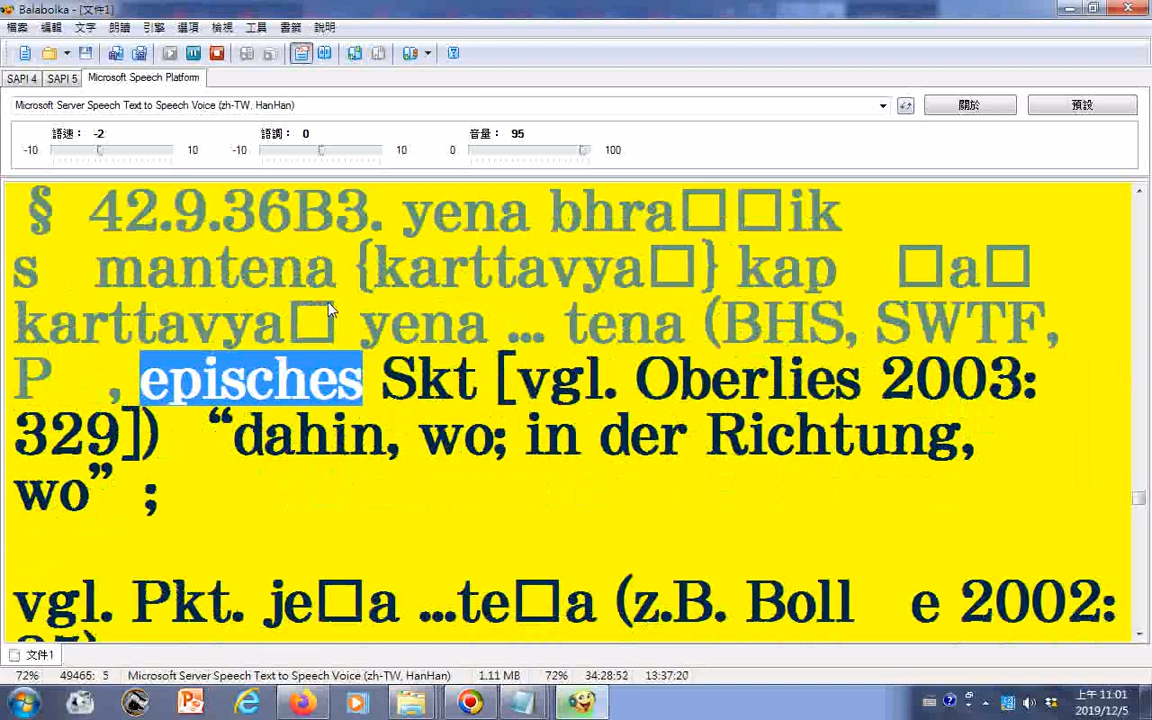 Balabolka - [文件1]
檔案 編輯 文字 朗讀 引擎 選項 檢視 工具 書籤 說明
SAPI 4 SAPI 5 Microsoft Speech Platform
Microsoft Server Speech Text to Speech Voice (zh-TW, HanHan) 關於 預設
語速： -2 語調： 0 音量： 95
-10 10 -10 10 0 100
§ 42.9.36B3. yena bhra□□ik
s mantena {karttavya□} kap □a□
karttavya□ yena ... tena (BHS, SWTF,
P , episches Skt [vgl. Oberlies 2003:
329]) “dahin, wo; in der Richtung,
wo” ;
vgl. Pkt. je□a ...te□a (z.B. Boll e 2002:
文件1
72% 49465: 5 Microsoft Server Speech Text to Speech Voice (zh-TW, HanHan) 1.11 MB 72% 34:28:52 13:37:20
上午 11:01
2019/12/5